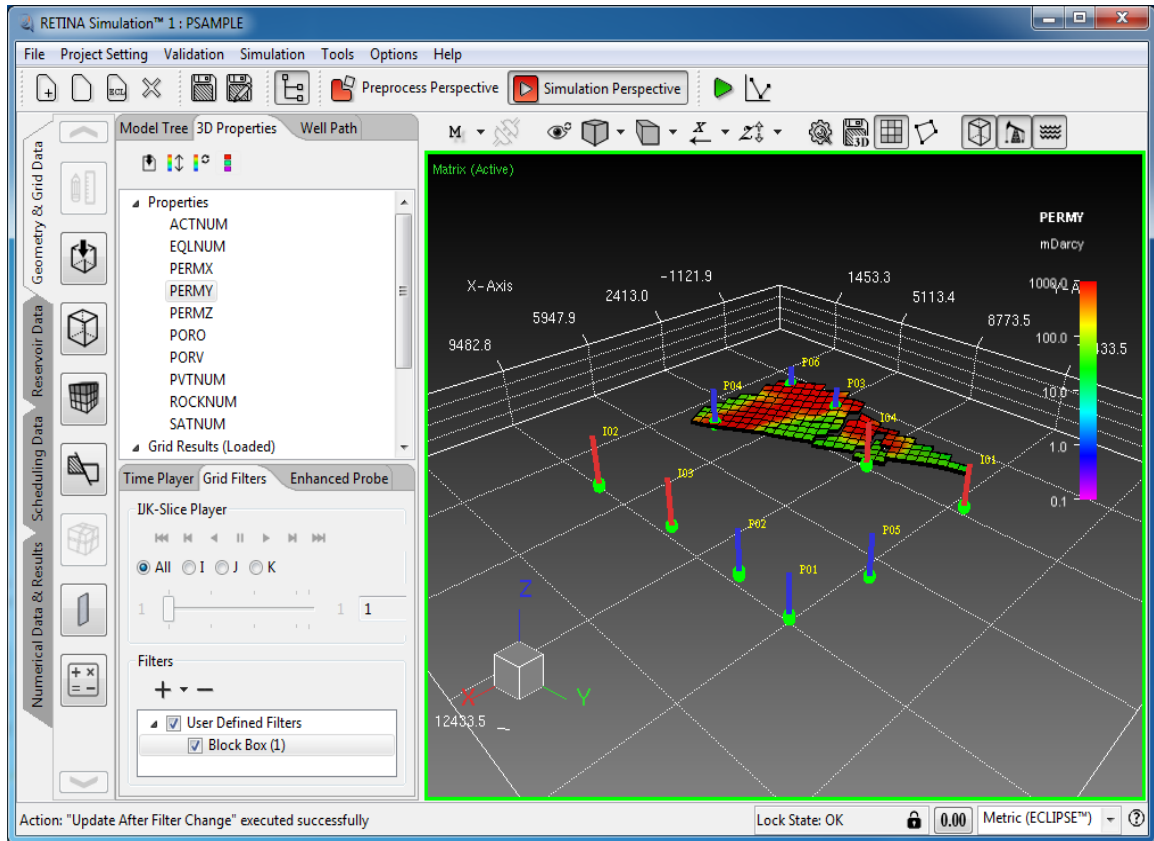 RETINA Simulation™ 1 : PSAMPLE
File Project Setting Validation Simulation Tools Options Help
ECL Preprocess Perspective Simulation Perspective
Geometry & Grid Data
Reservoir Data
Scheduling Data
Numerical Data & Results
Model Tree 3D Properties Well Path
Properties
ACTNUM
EQLNUM
PERMX
PERMY
PERMZ
PORO
PORV
PVTNUM
ROCKNUM
SATNUM
Grid Results (Loaded)
Time Player Grid Filters Enhanced Probe
IJK-Slice Player
All I J K
1 1 1
Filters
User Defined Filters
Block Box (1)
M X Z 3D
Matrix (Active)
PERMY
mDarcy
1000.0
100.0
10.0
1.0
0.1
X-Axis
-1121.9
2413.0
5947.9
9482.8
12433.5
1453.3
5113.4
8773.5
P06
P04
P03
I04
I02
I03
I01
P02
P05
P01
Z
X
Y
Action: "Update After Filter Change" executed successfully
Lock State: OK 0.00 Metric (ECLIPSE™) ?